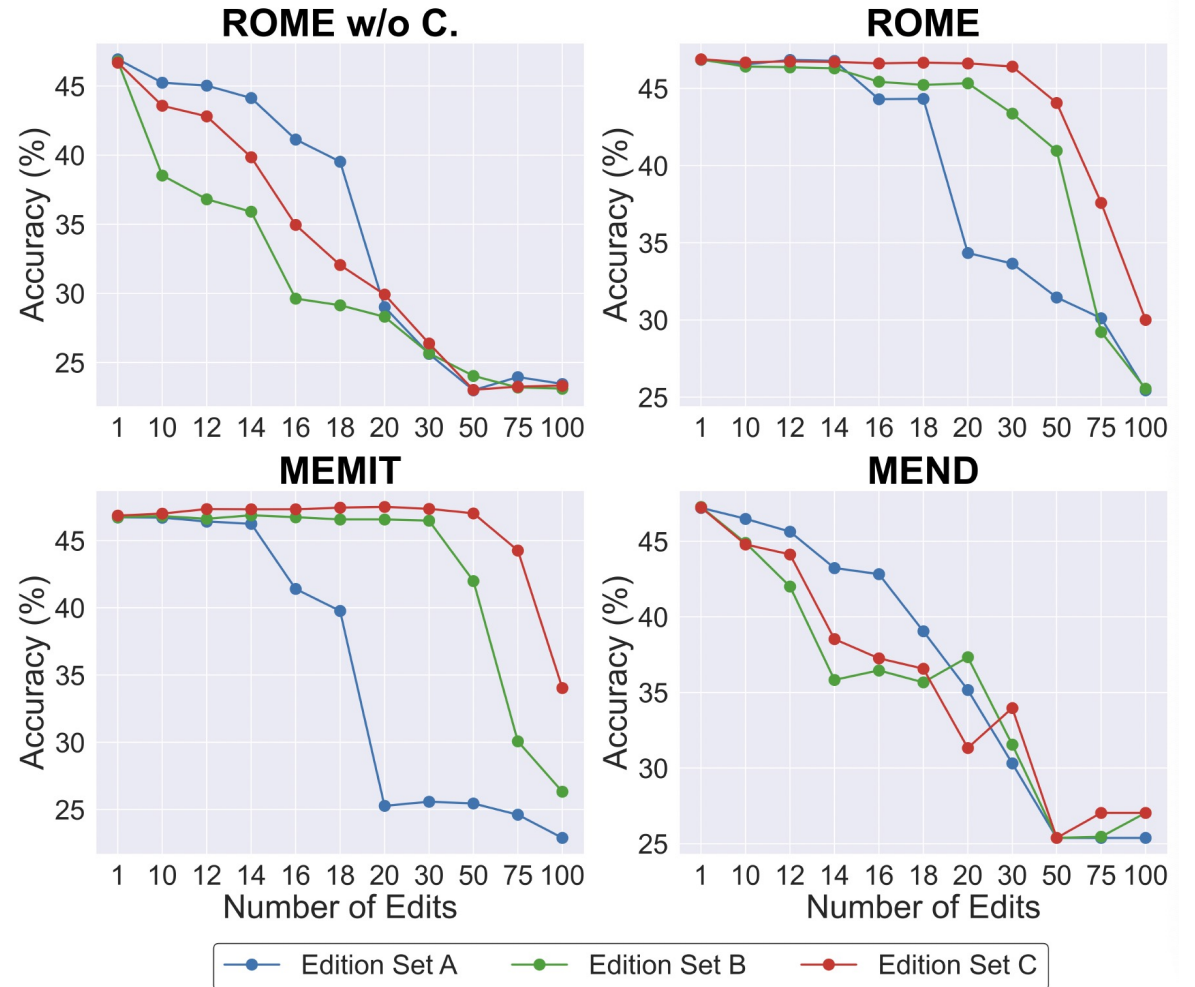 ROME w/o C.
ROME
Accuracy (%)
45
40
35
30
25
1 10 12 14 16 18 20 30 50 75 100
Accuracy (%)
45
40
35
30
25
1 10 12 14 16 18 20 30 50 75 100
MEMIT
MEND
Accuracy (%)
45
40
35
30
25
1 10 12 14 16 18 20 30 50 75 100
Number of Edits
Accuracy (%)
45
40
35
30
25
1 10 12 14 16 18 20 30 50 75 100
Number of Edits
Edition Set A Edition Set B Edition Set C